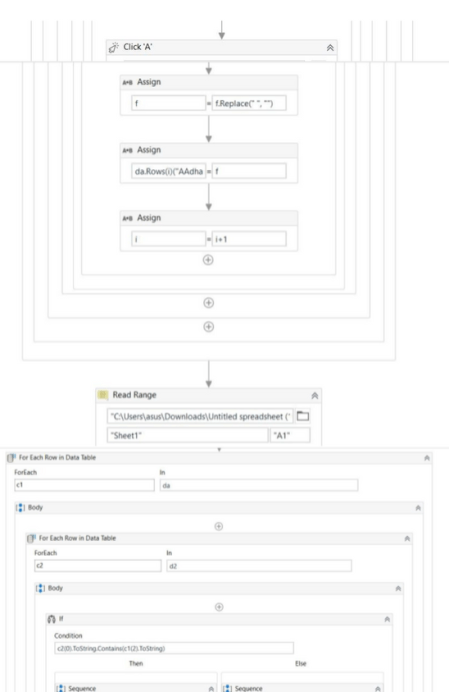 Click 'A'
A+B Assign
f = f.Replace(" ", "")
A+B Assign
da.Rows(i)("AAdha = f
A+B Assign
i = i+1
Read Range
"C:\Users\asus\Downloads\Untitled spreadsheet ("
"Sheet1" "A1"
For Each Row in Data Table
ForEach In
c1 da
Body
For Each Row in Data Table
ForEach In
c2 d2
Body
If
Condition
c2(0).ToString.Contains(c1(2).ToString)
Then Else
Sequence Sequence